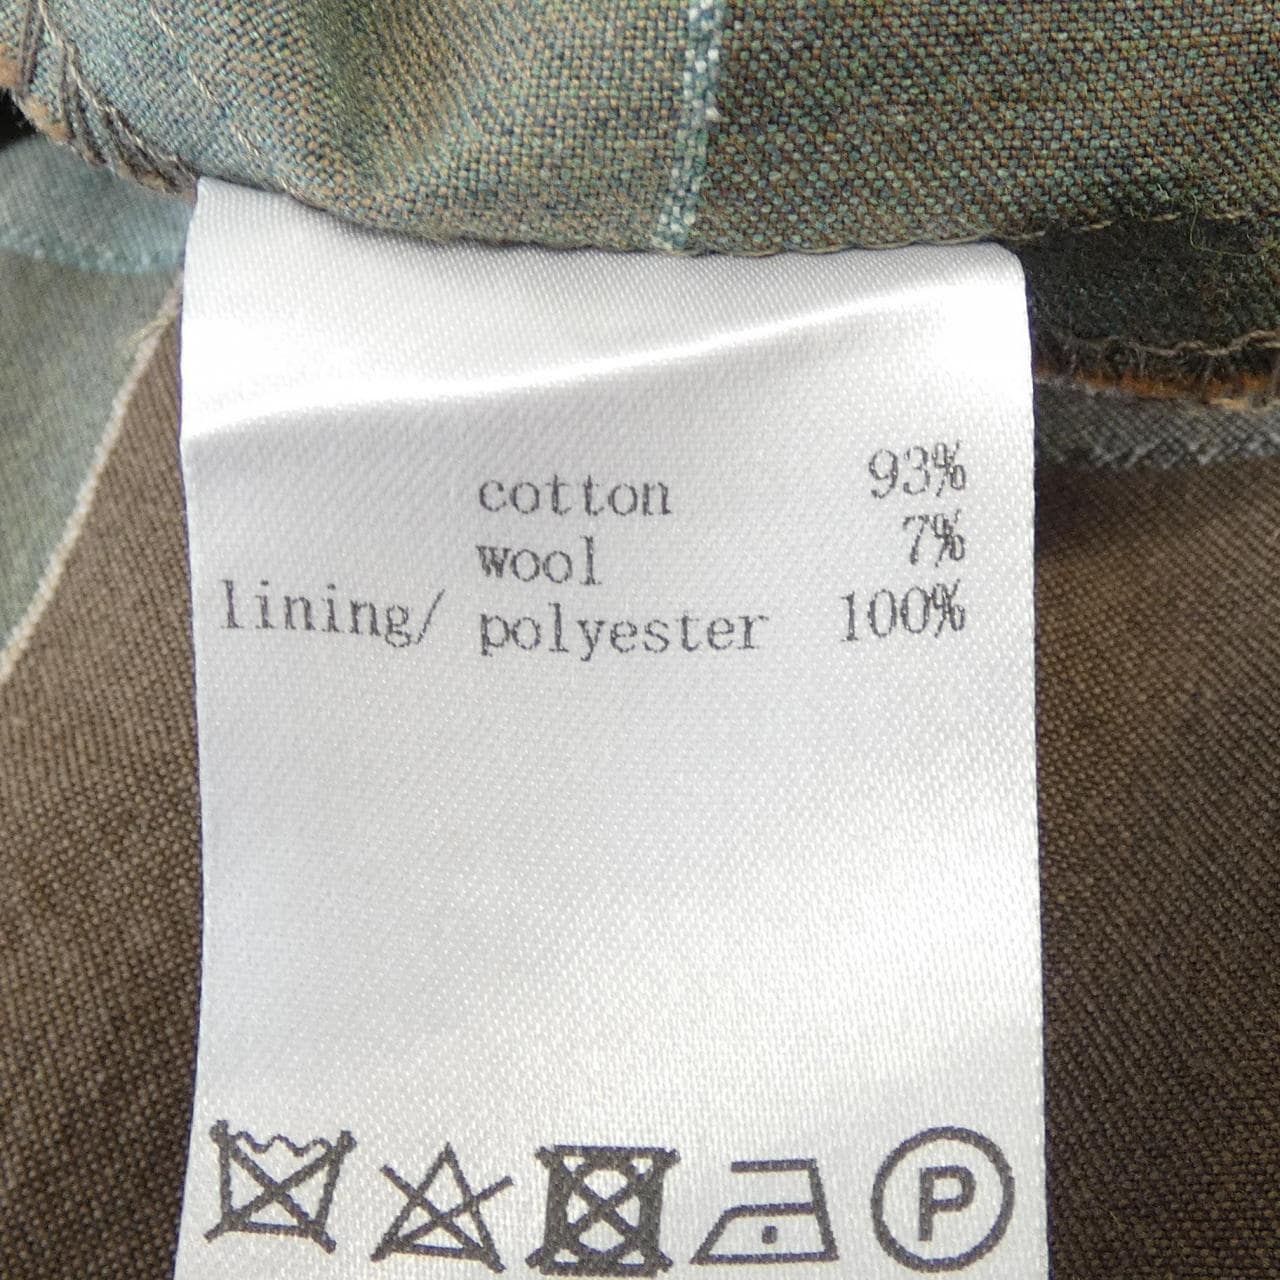 cotton 93%
wool 7%
lining/ polyester 100%
P